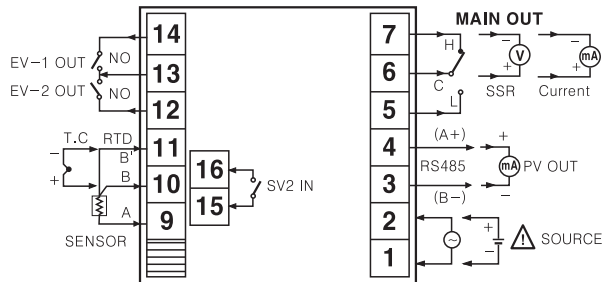 MAIN OUT
14
7
EV-1 OUT NO
H
V
mA
13
6
C
EV-2 OUT NO
SSR Current
12
5
L
T.C RTD
11
B'
4
(A+)
16
RS485
mA PV OUT
B
10
SV2 IN
3
(B-)
15
A
9
2
SOURCE
SENSOR
1